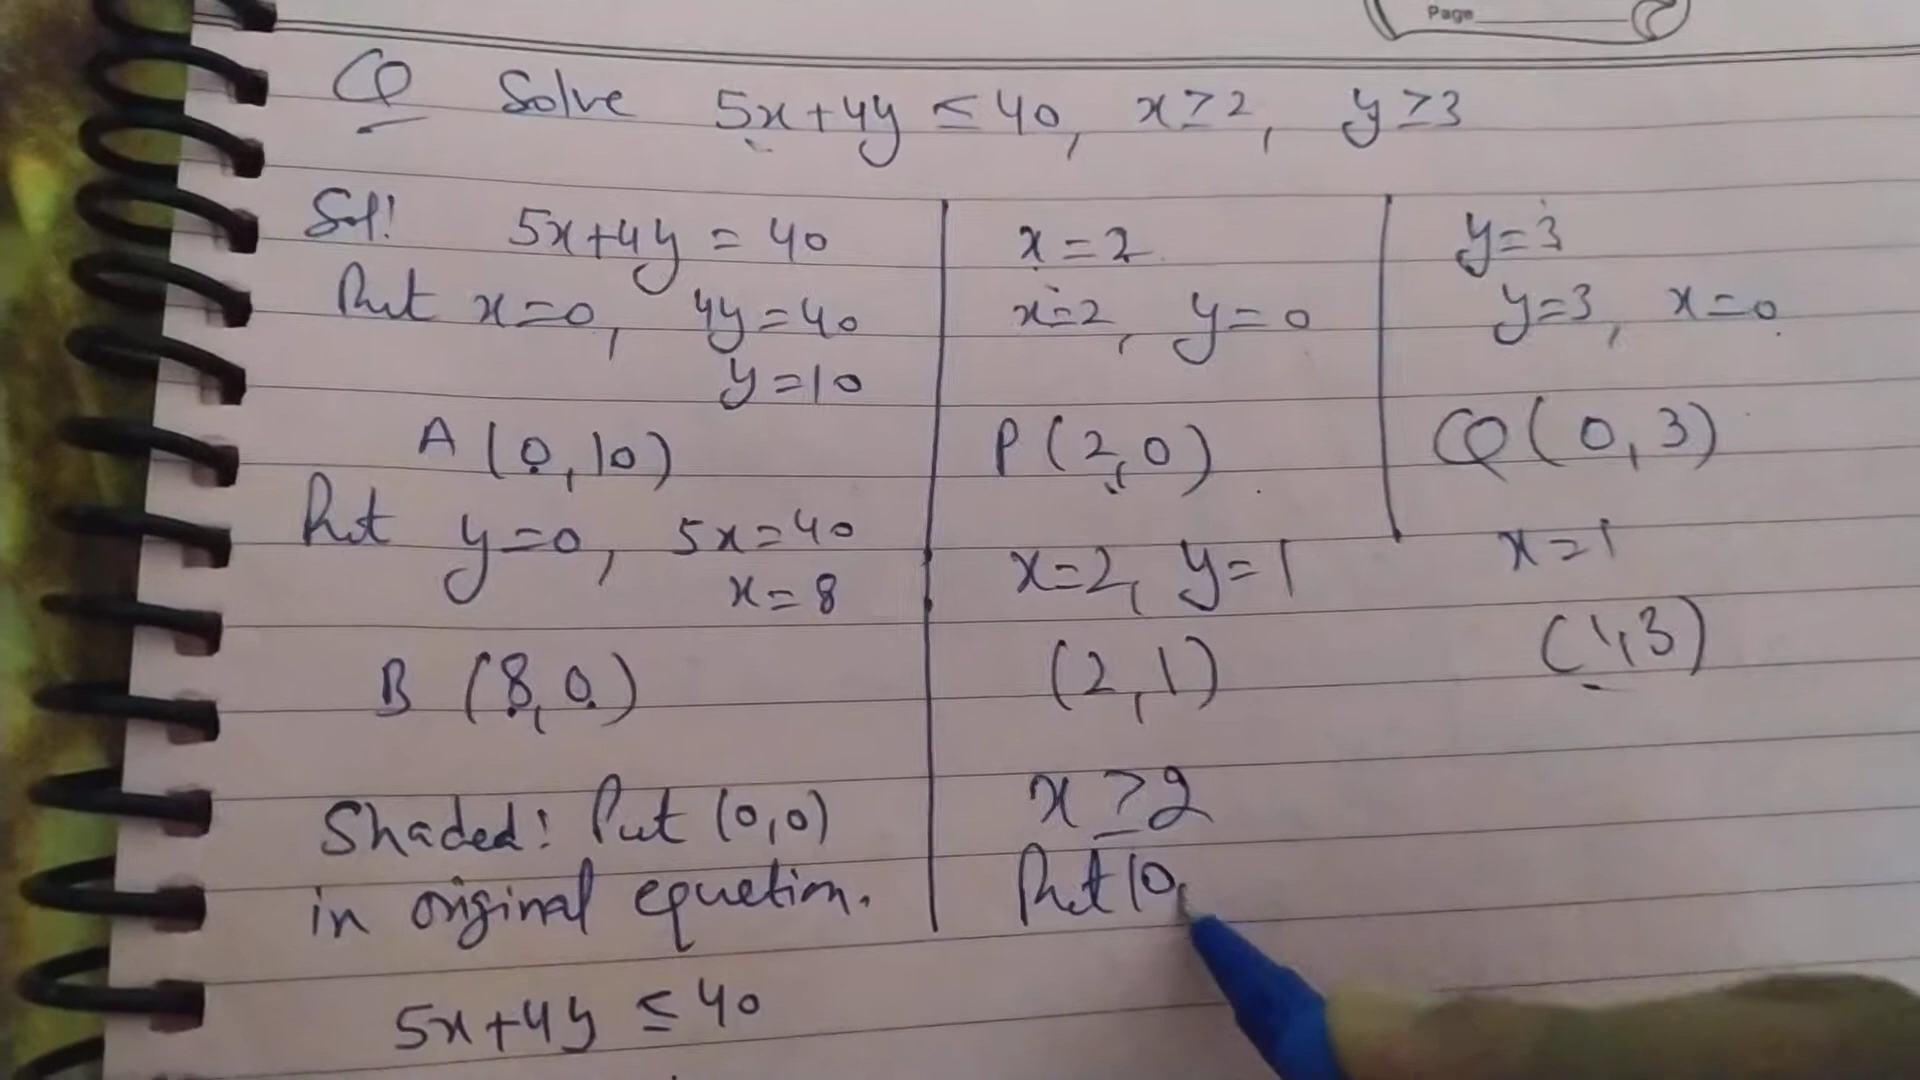 Page
Q Solve 5x+4y ≤ 40, x ≥ 2, y ≥ 3
Sol! 5x+4y = 40
Put x=0, 4y=40
y=10
A (0,10)
Put y=0, 5x=40
x=8
B (8,0)
Shaded! Put (0,0)
in original equetion.
5x+4y ≤ 40
x=2
x=2, y=0
P(2,0)
x=2, y=1
(2,1)
x ≥ 2
Put (0,
y=3
y=3, x=0
Q(0,3)
x=1
(1,3)